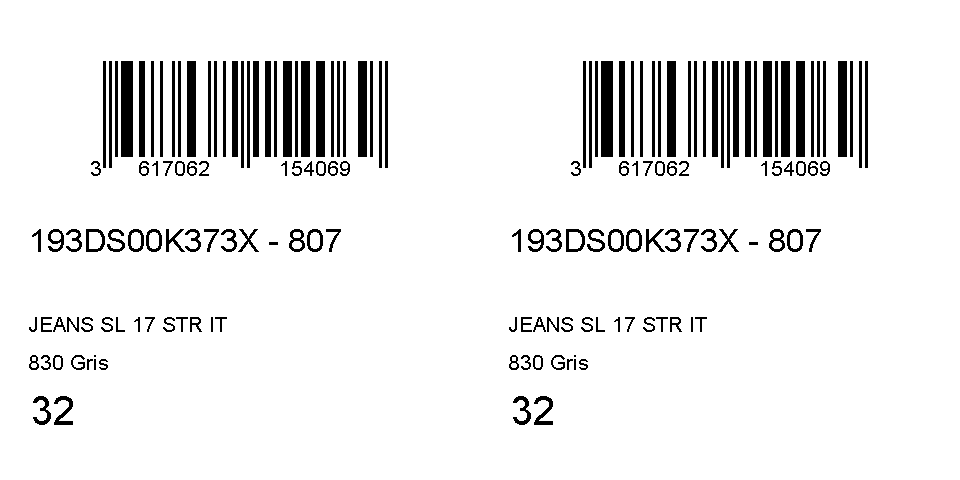 3 617062 154069
193DS00K373X - 807
JEANS SL 17 STR IT
830 Gris
32
3 617062 154069
193DS00K373X - 807
JEANS SL 17 STR IT
830 Gris
32